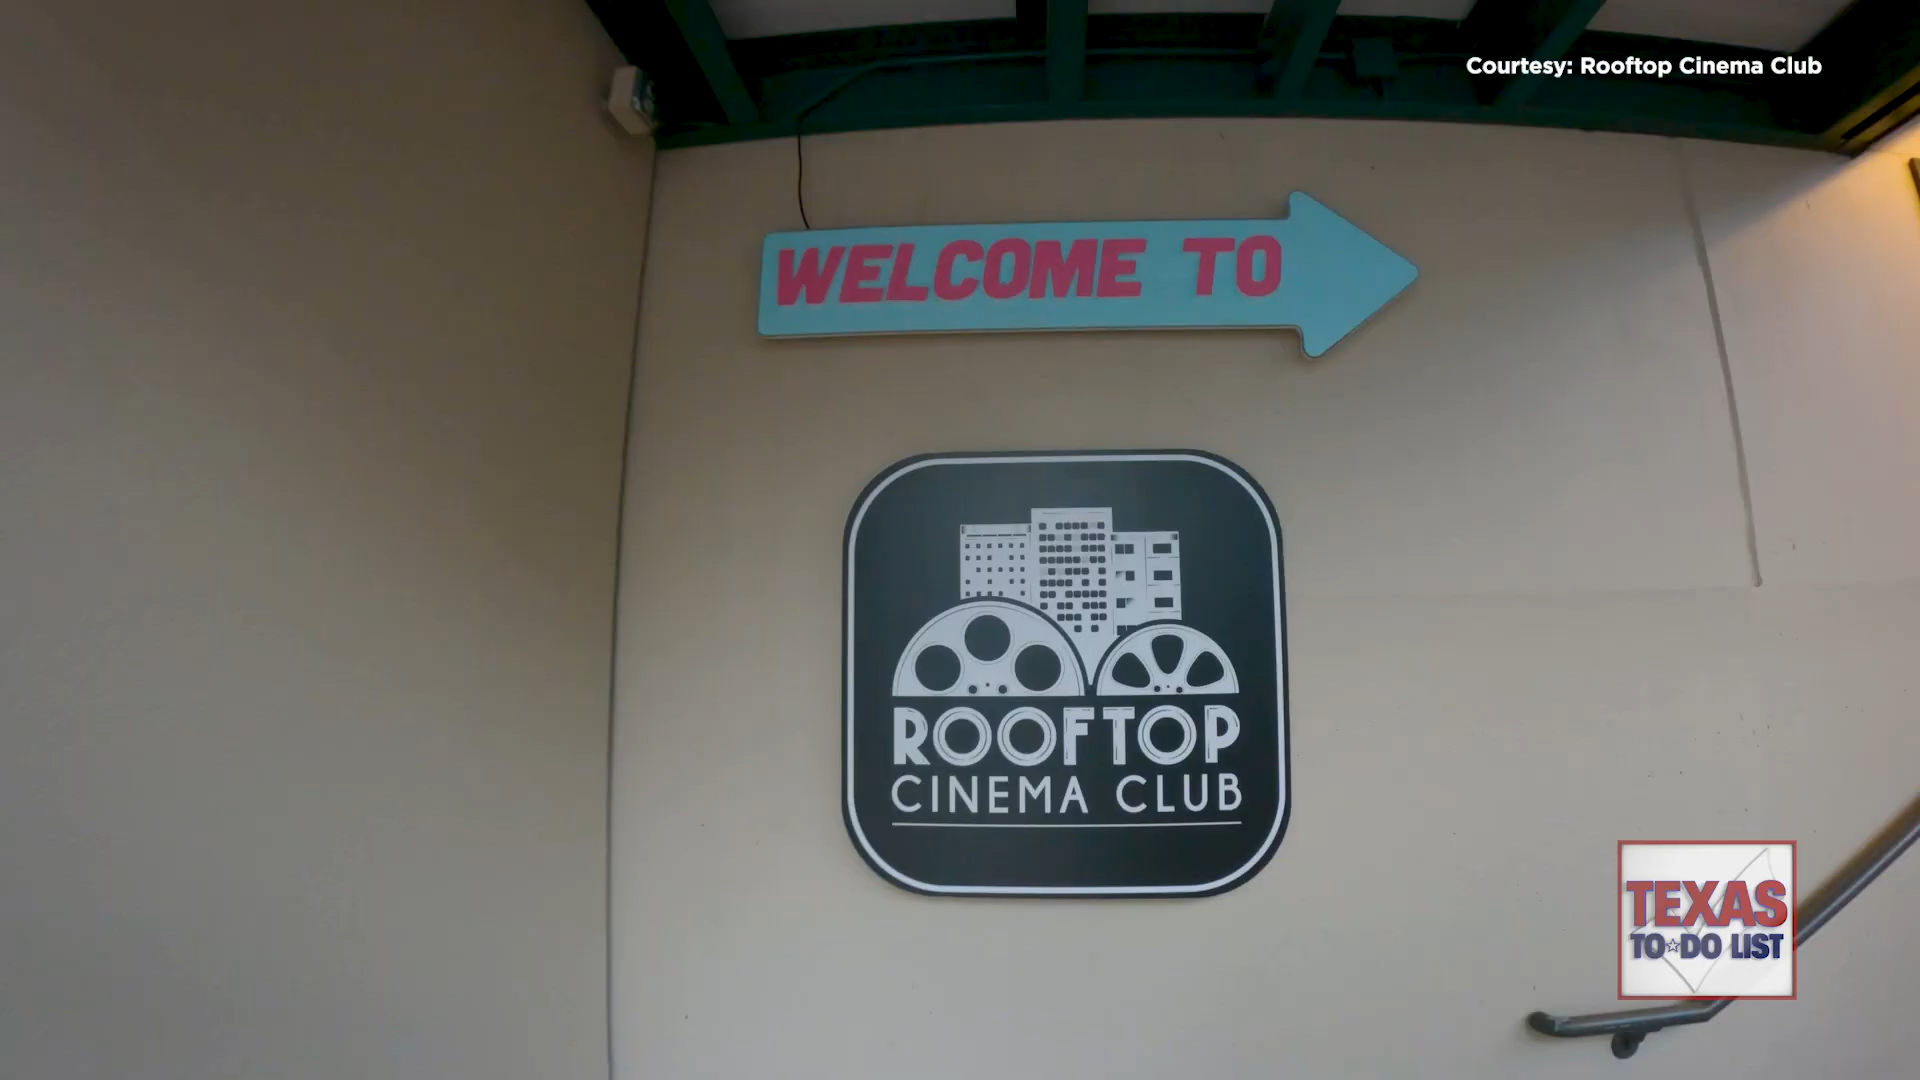 Courtesy: Rooftop Cinema Club
WELCOME TO
ROOFTOP
CINEMA CLUB
TEXAS
TO☆DO LIST